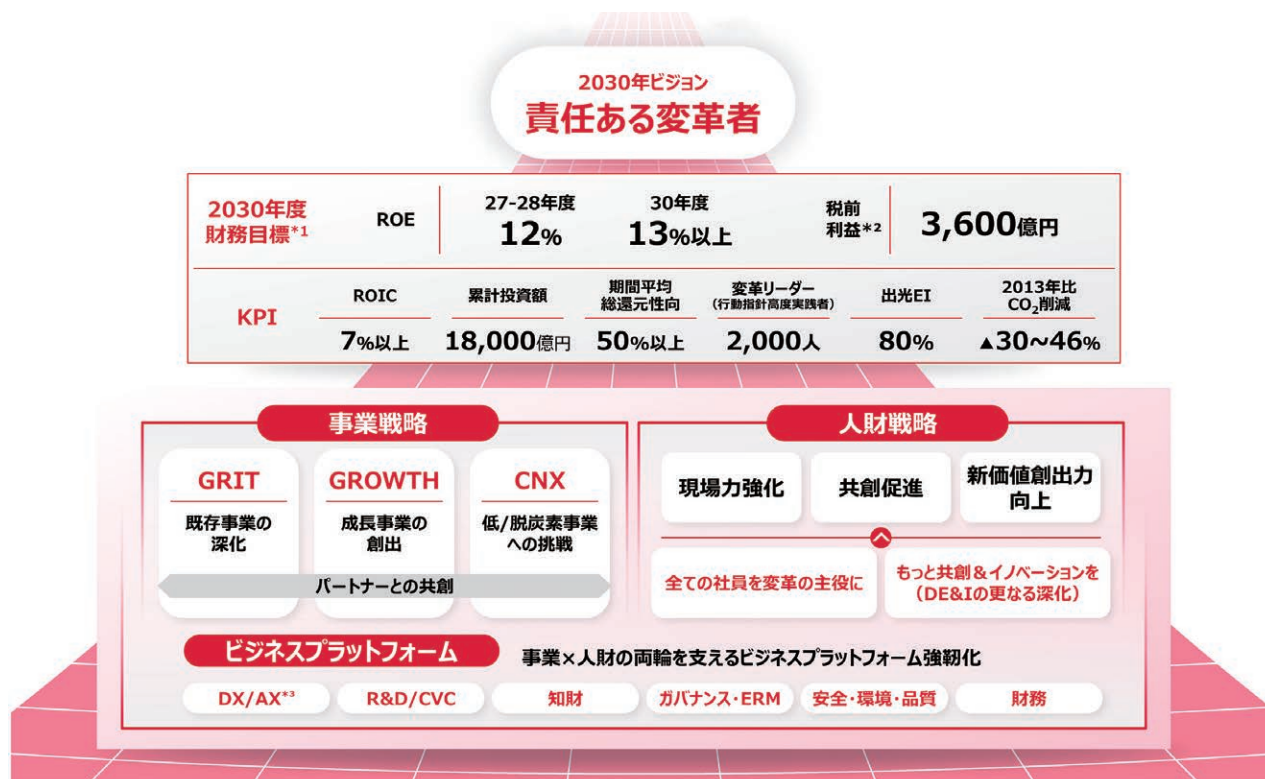 2030年ビジョン
責任ある変革者
2030年度
財務目標*1
ROE
27-28年度
12%
30年度
13%以上
税前
利益*2
3,600億円
KPI
ROIC
7%以上
累計投資額
18,000億円
期間平均
総還元性向
50%以上
変革リーダー
(行動指針高度実践者)
2,000人
出光EI
80%
2013年比
CO2削減
▲30~46%
事業戦略
GRIT
既存事業の
深化
GROWTH
成長事業の
創出
CNX
低/脱炭素事業
への挑戦
パートナーとの共創
人財戦略
現場力強化
共創促進
新価値創出力
向上
全ての社員を変革の主役に
もっと共創&イノベーションを
(DE&Iの更なる深化)
ビジネスプラットフォーム
事業×人財の両輪を支えるビジネスプラットフォーム強靭化
DX/AX*3
R&D/CVC
知財
ガバナンス・ERM
安全・環境・品質
財務